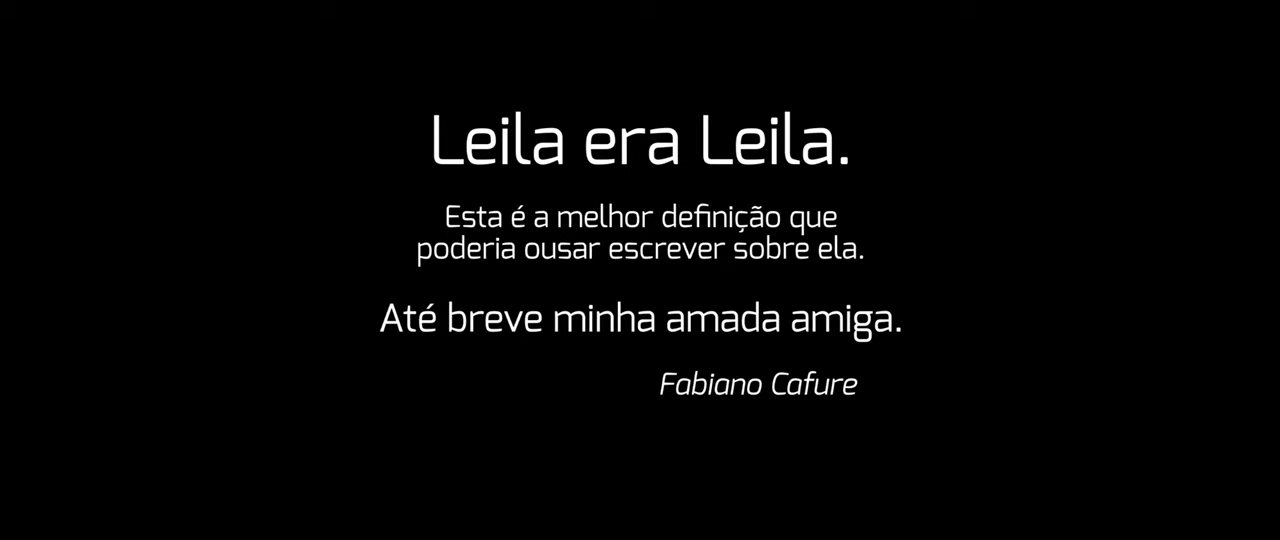 Leila era Leila.
Esta é a melhor definição que
poderia ousar escrever sobre ela.
Até breve minha amada amiga.
Fabiano Cafure